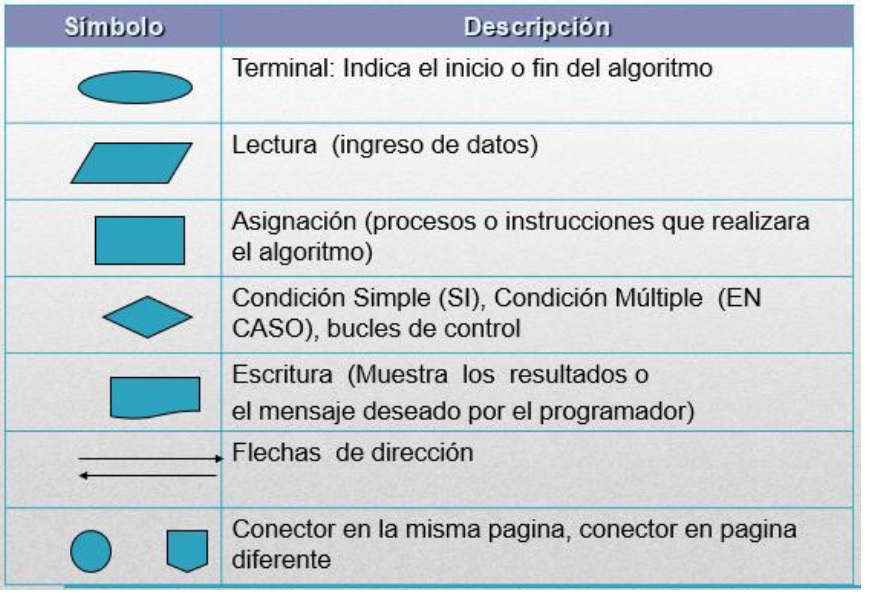 Símbolo Descripción
Terminal: Indica el inicio o fin del algoritmo
Lectura (ingreso de datos)
Asignación (procesos o instrucciones que realizara
el algoritmo)
Condición Simple (SI), Condición Múltiple (EN
CASO), bucles de control
Escritura (Muestra los resultados o
el mensaje deseado por el programador)
Flechas de dirección
Conector en la misma pagina, conector en pagina
diferente